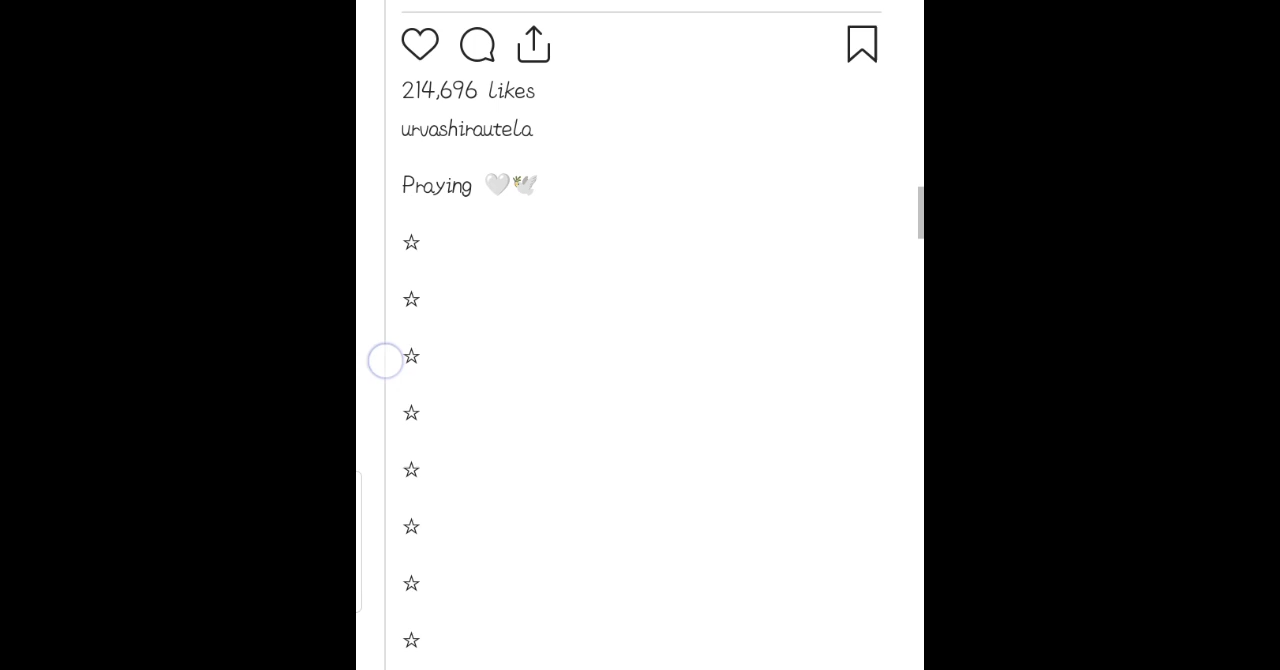 214,696 likes
urvashirautela
Praying 🤍🕊️
☆
☆
☆
☆
☆
☆
☆
☆